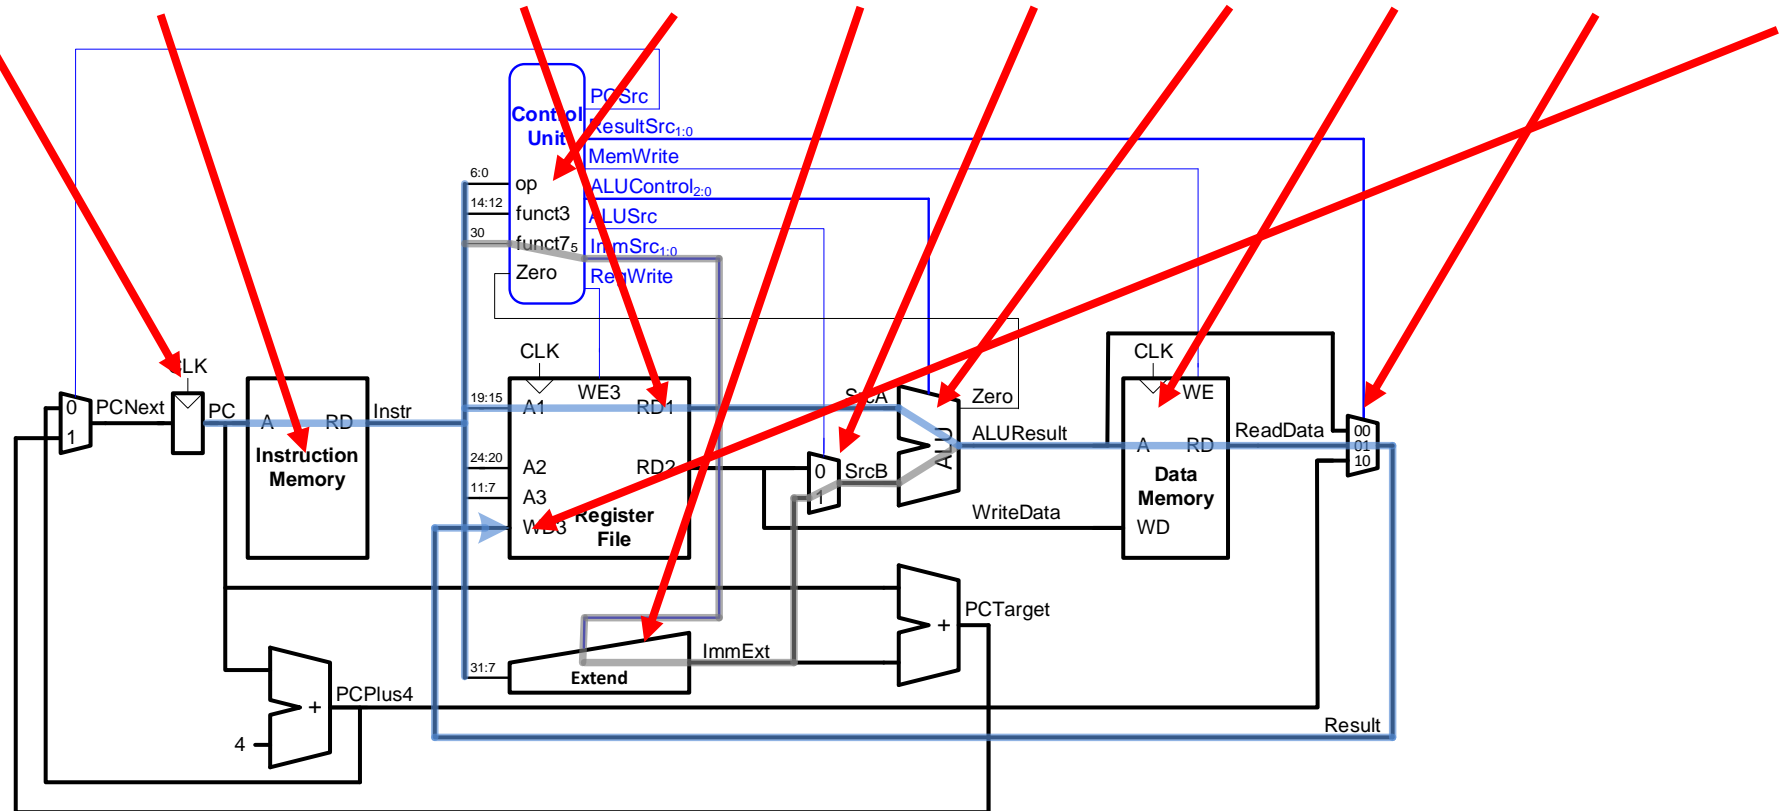 PCSrc
Control
Unit
ResultSrc1:0
MemWrite
6:0
op
ALUControl2:0
14:12
funct3
ALUSrc
30
funct75
ImmSrc1:0
Zero
RegWrite
CLK
CLK
CLK
0
1
PCNext
PC
A
RD
Instr
Instruction
Memory
19:15
A1
WE3
RD1
24:20
A2
RD2
11:7
A3
WD3
Register
File
SrcA
0
1
SrcB
ALU
Zero
ALUResult
WriteData
WE
A
RD
Data
Memory
WD
ReadData
00
01
10
31:7
Extend
ImmExt
+
PCTarget
PCPlus4
+
4
Result